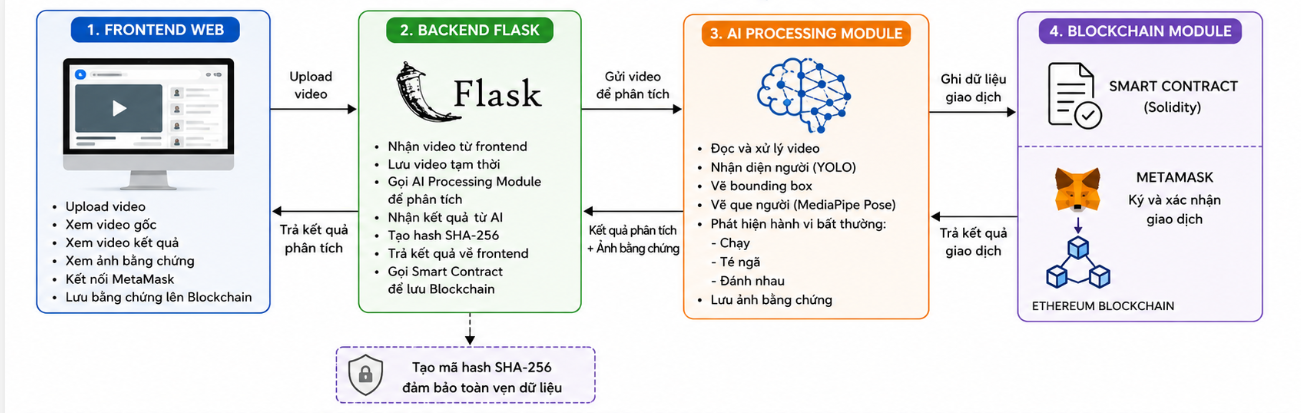 1. FRONTEND WEB
• Upload video
• Xem video gốc
• Xem video kết quả
• Xem ảnh bằng chứng
• Kết nối MetaMask
• Lưu bằng chứng lên Blockchain
Upload
video
Trả kết quả
phân tích
2. BACKEND FLASK
Flask
• Nhận video từ frontend
• Lưu video tạm thời
• Gọi AI Processing Module
để phân tích
• Nhận kết quả từ AI
• Tạo hash SHA-256
• Trả kết quả về frontend
• Gọi Smart Contract
để lưu Blockchain
Tạo mã hash SHA-256
đảm bảo toàn vẹn dữ liệu
Gửi video
để phân tích
Kết quả phân tích
+ Ảnh bằng chứng
3. AI PROCESSING MODULE
• Đọc và xử lý video
• Nhận diện người (YOLO)
• Vẽ bounding box
• Vẽ que người (MediaPipe Pose)
• Phát hiện hành vi bất thường:
- Chạy
- Té ngã
- Đánh nhau
• Lưu ảnh bằng chứng
Ghi dữ liệu
giao dịch
Trả kết quả
giao dịch
4. BLOCKCHAIN MODULE
SMART CONTRACT
(Solidity)
METAMASK
Ký và xác nhận
giao dịch
ETHEREUM BLOCKCHAIN